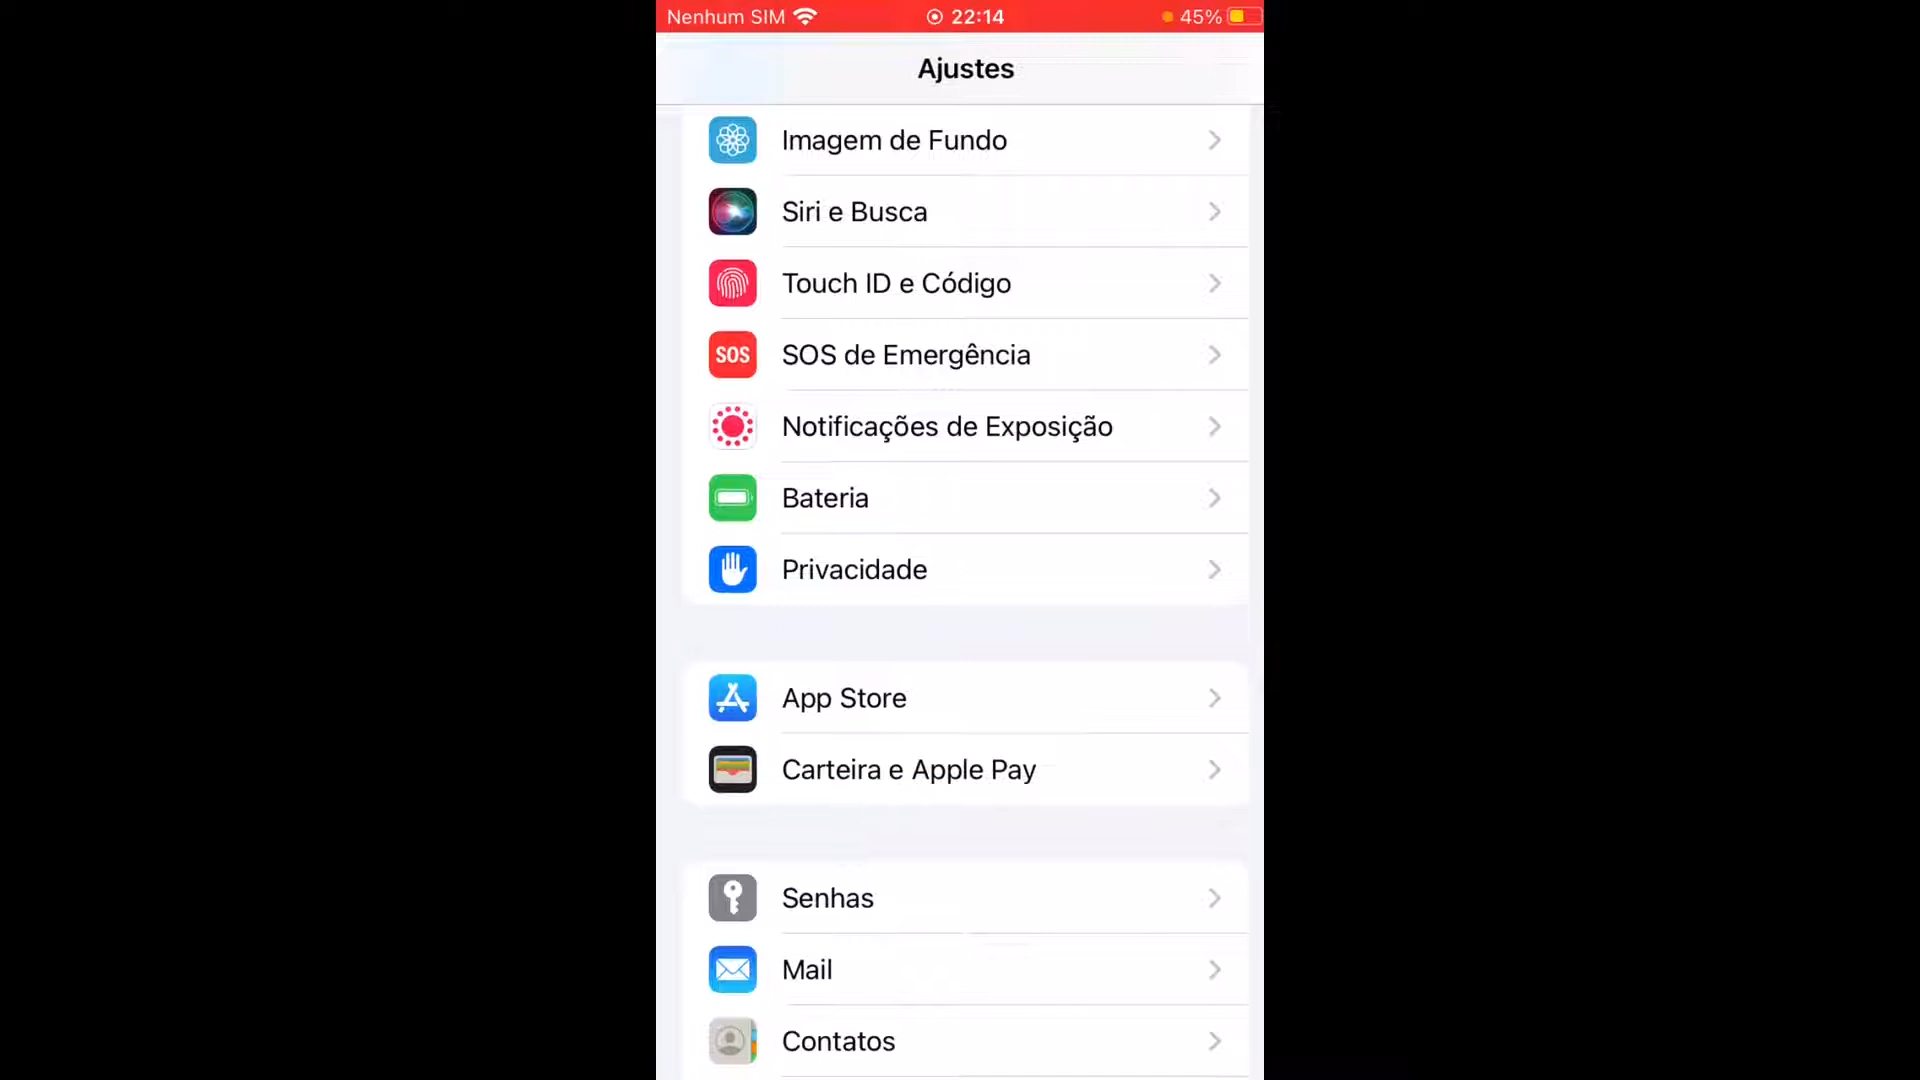 Nenhum SIM 22:14 45%
Ajustes
Imagem de Fundo
Siri e Busca
Touch ID e Código
SOS SOS de Emergência
Notificações de Exposição
Bateria
Privacidade
App Store
Carteira e Apple Pay
Senhas
Mail
Contatos